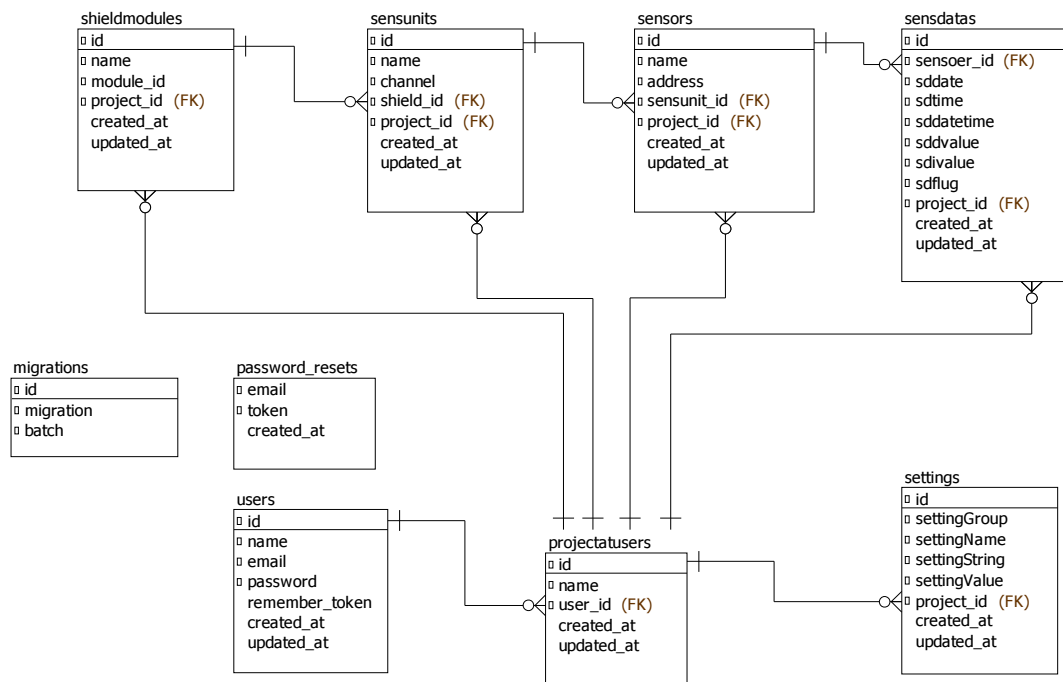 shieldmodules
id
name
module_id
project_id (FK)
created_at
updated_at
sensunits
id
name
channel
shield_id (FK)
project_id (FK)
created_at
updated_at
sensors
id
name
address
sensunit_id (FK)
project_id (FK)
created_at
updated_at
sensdatas
id
sensoer_id (FK)
sddate
sdtime
sddatetime
sddvalue
sdivalue
sdflug
project_id (FK)
created_at
updated_at
migrations
id
migration
batch
password_resets
email
token
created_at
users
id
name
email
password
remember_token
created_at
updated_at
projectatusers
id
name
user_id (FK)
created_at
updated_at
settings
id
settingGroup
settingName
settingString
settingValue
project_id (FK)
created_at
updated_at